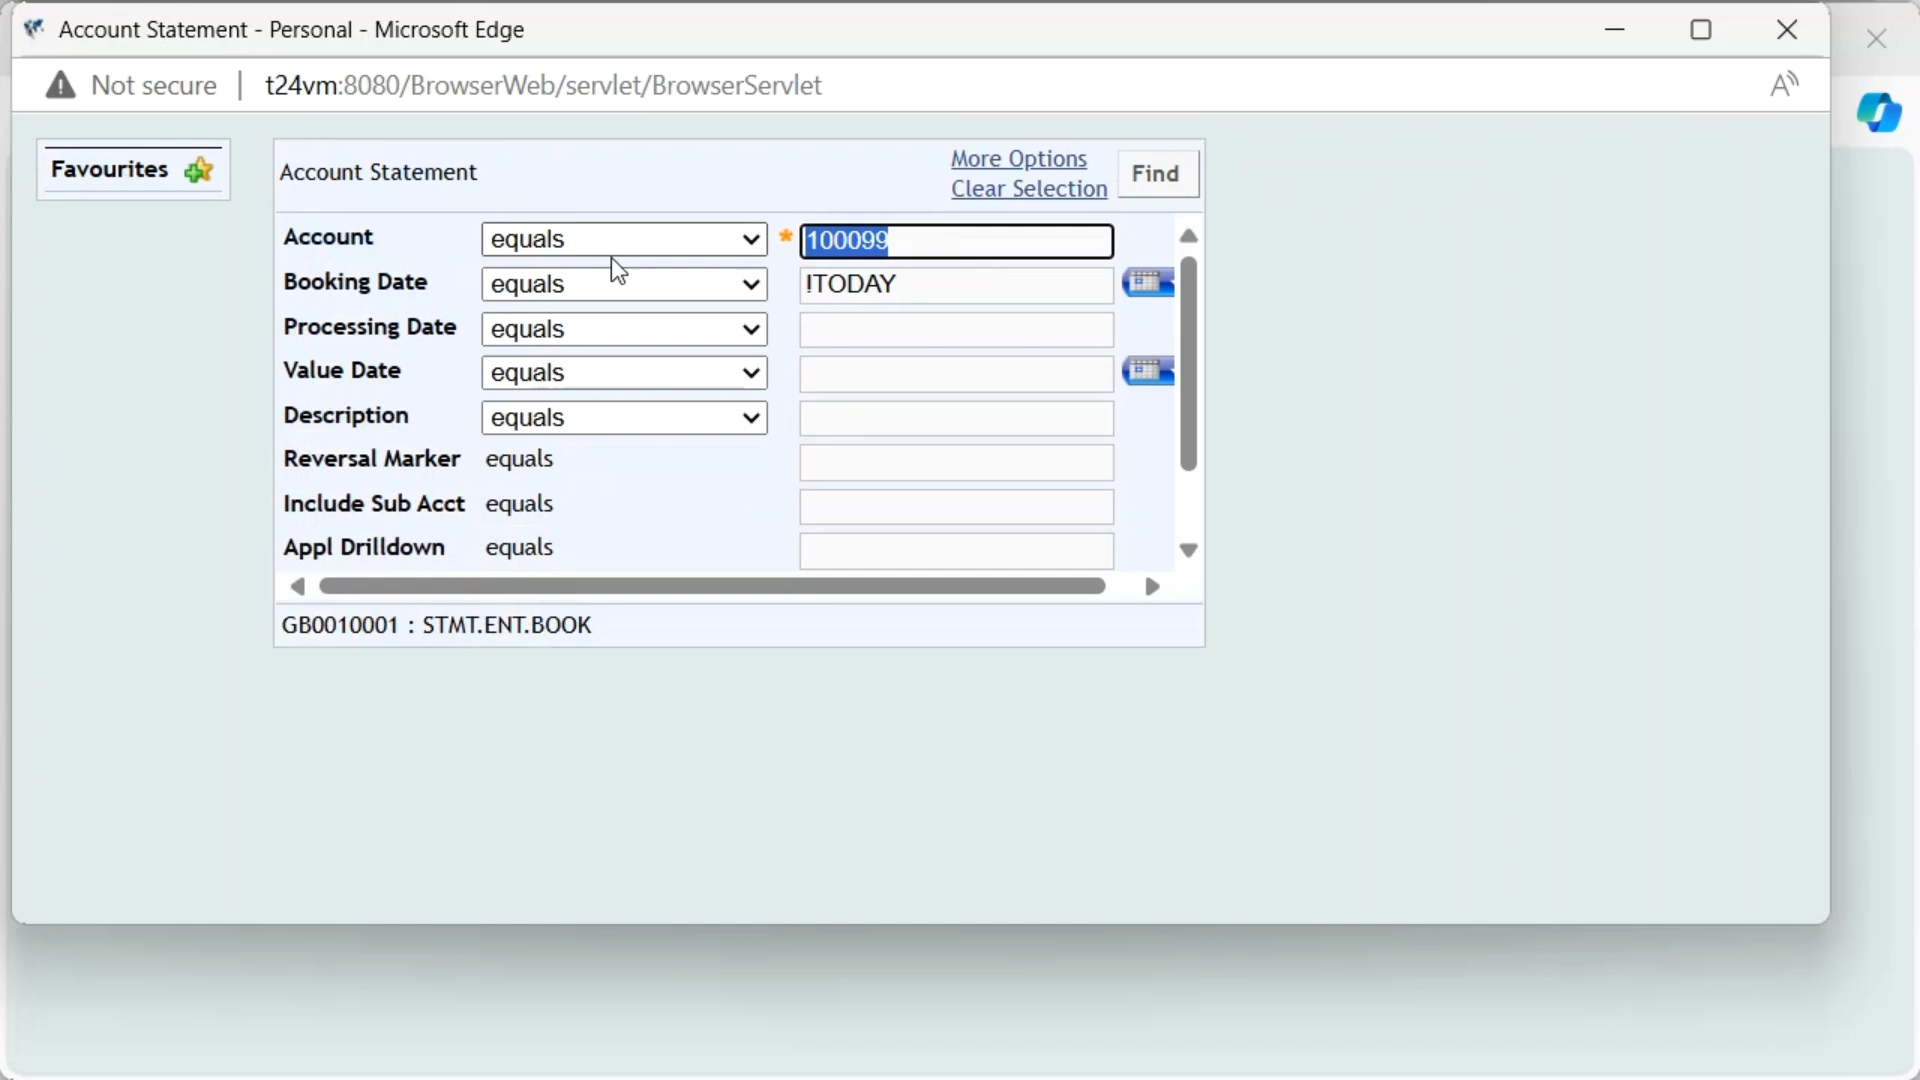 Account Statement - Personal - Microsoft Edge
Not secure | t24vm:8080/BrowserWeb/servlet/BrowserServlet
Favourites
Account Statement
More Options
Clear Selection
Find
Account equals * 100099
Booking Date equals !TODAY
Processing Date equals
Value Date equals
Description equals
Reversal Marker equals
Include Sub Acct equals
Appl Drilldown equals
GB0010001 : STMT.ENT.BOOK